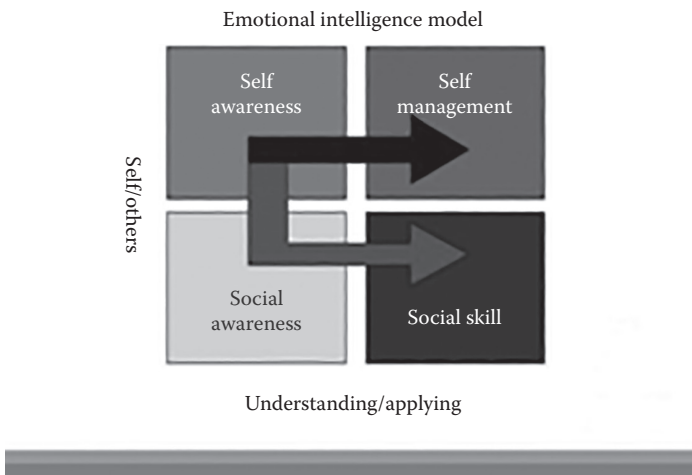 Emotional intelligence model
Self
awareness
Self
management
Self/others
Social
awareness
Social skill
Understanding/applying